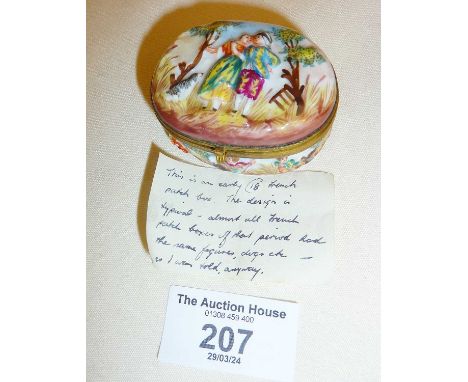 This is an early 18 French
patch box. The design is
typical – almost all French
patch boxes of that period had
the same figures, dogs etc –
so I was told, anyway.
The Auction House
01308 459 400
207
29/03/24